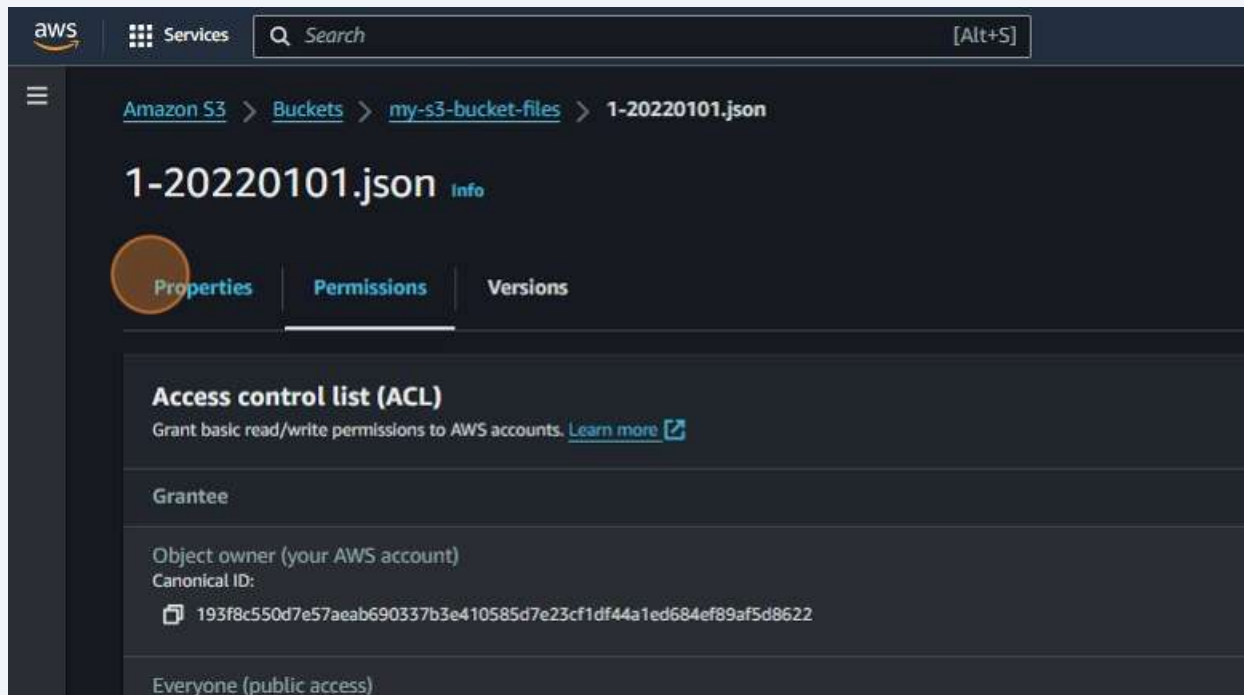 aws Services Search [Alt+S]
Amazon S3 > Buckets > my-s3-bucket-files > 1-20220101.json
1-20220101.json Info
Properties Permissions Versions
Access control list (ACL)
Grant basic read/write permissions to AWS accounts. Learn more
Grantee
Object owner (your AWS account)
Canonical ID:
193f8c550d7e57aeab690337b3e410585d7e23cf1df44a1ed684ef89af5d8622
Everyone (public access)